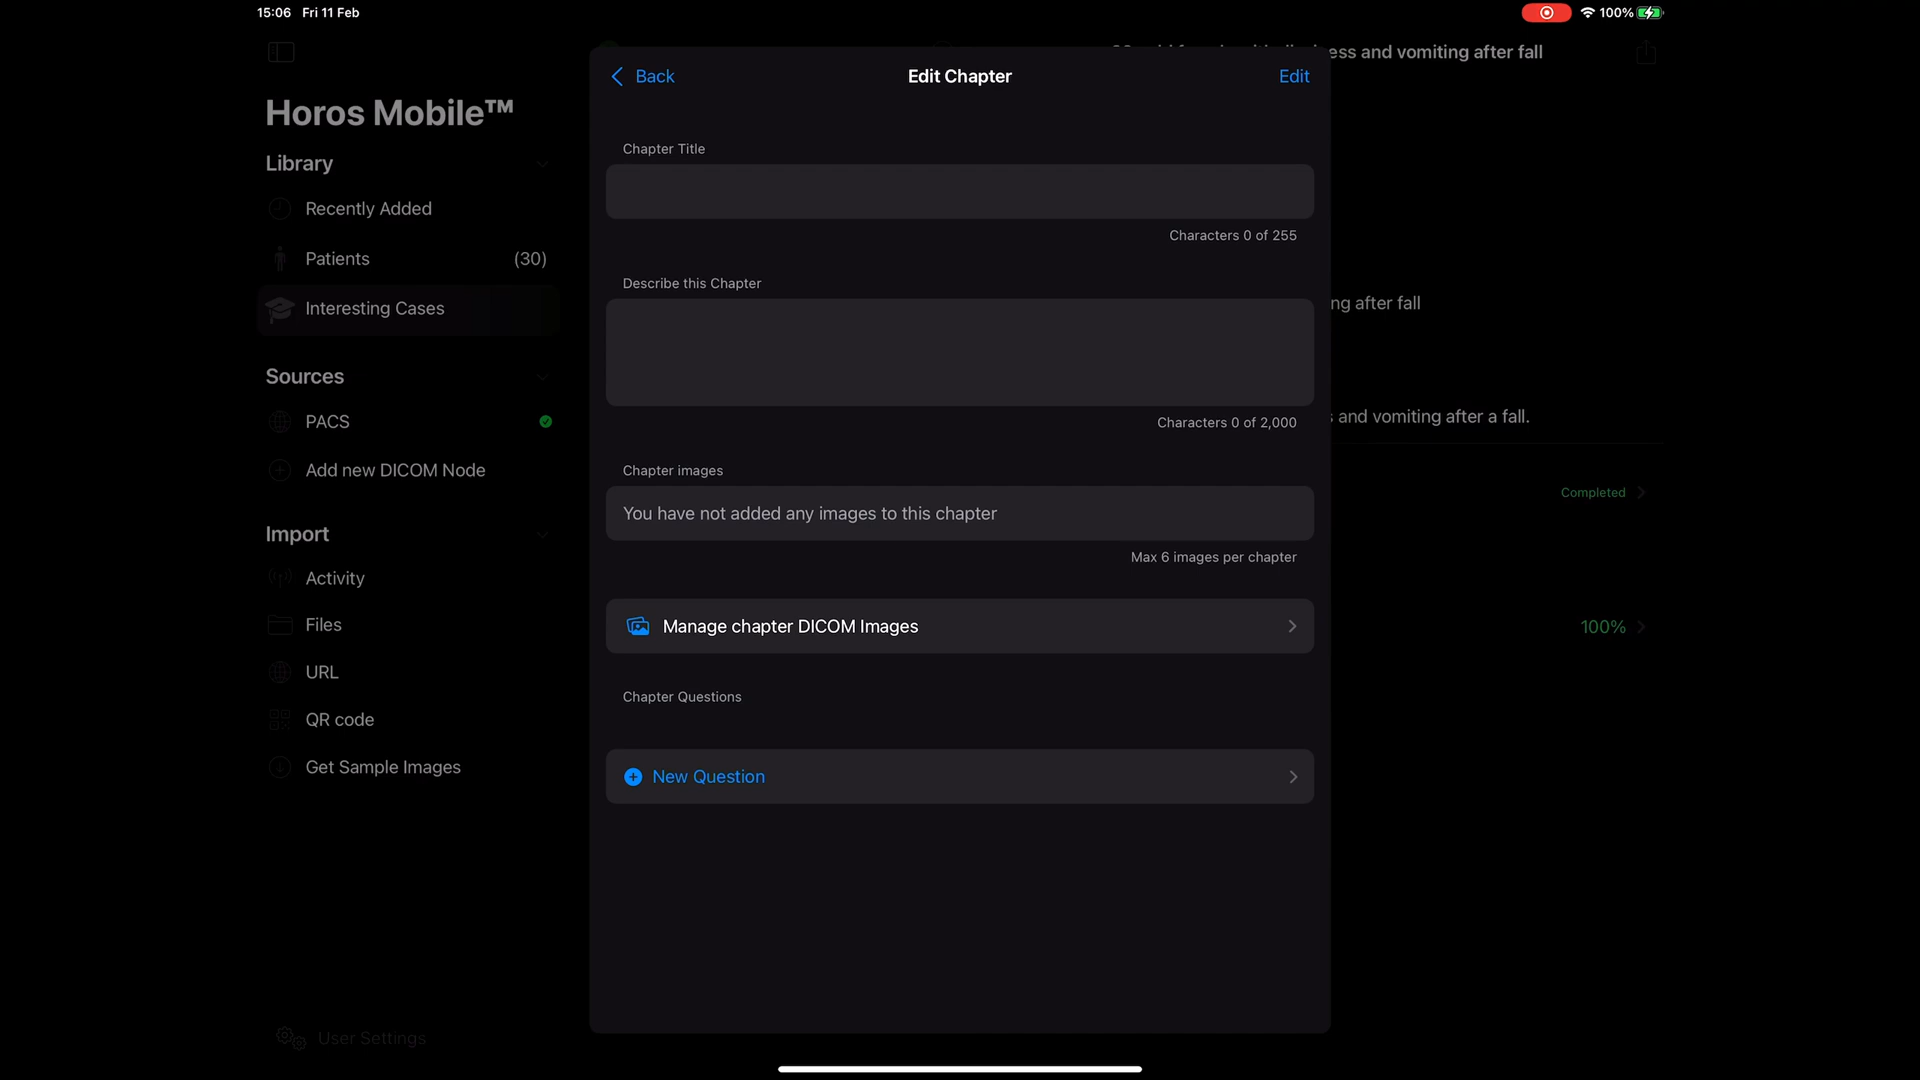 15:06 Fri 11 Feb
100%
Horos Mobile™
Library
Recently Added
Patients (30)
Interesting Cases
Sources
PACS
Add new DICOM Node
Import
Activity
Files
URL
QR code
Get Sample Images
User Settings
Back
Edit Chapter
Edit
Chapter Title
Characters 0 of 255
Describe this Chapter
Characters 0 of 2,000
Chapter images
You have not added any images to this chapter
Max 6 images per chapter
Manage chapter DICOM Images
Chapter Questions
New Question
and vomiting after fall
after fall
and vomiting after a fall.
Completed
100%